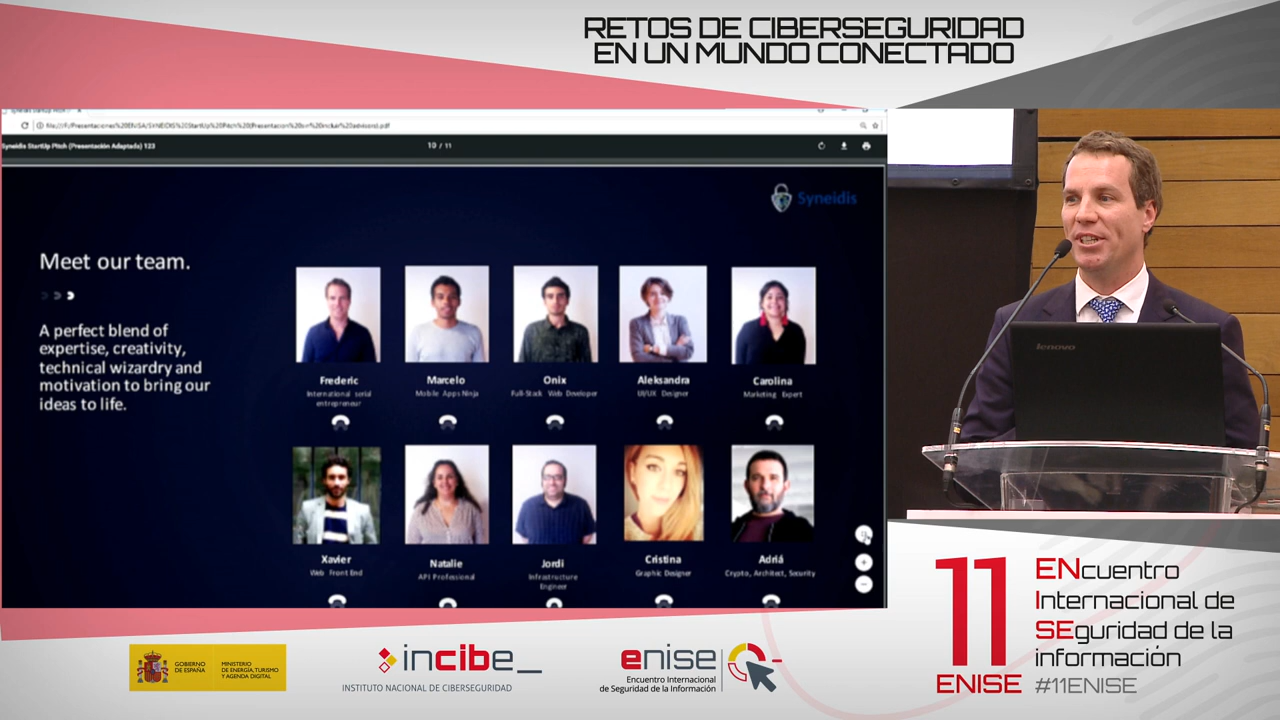 RETOS DE CIBERSEGURIDAD
EN UN MUNDO CONECTADO
Syneidis StartUp Pitch (Presentación Adaptada) 123
10 / 11
Syneidis
Meet our team.
A perfect blend of
expertise, creativity,
technical wizardry and
motivation to bring our
ideas to life.
Frederic
International serial
entrepreneur
Marcelo
Mobile Apps Ninja
Onix
Full-Stack Web Developer
Aleksandra
UI/UX Designer
Carolina
Marketing Expert
Xavier
Web Front End
Natalie
API Professional
Jordi
Infrastructure
Engineer
Cristina
Graphic Designer
Adriá
Crypto, Architect, Security
lenovo
11
ENISE
ENcuentro
Internacional de
SEguridad de la
información
#11ENISE
GOBIERNO
DE ESPAÑA
MINISTERIO
DE ENERGÍA, TURISMO
Y AGENDA DIGITAL
incibe_
INSTITUTO NACIONAL DE CIBERSEGURIDAD
enise
Encuentro Internacional
de Seguridad de la Información